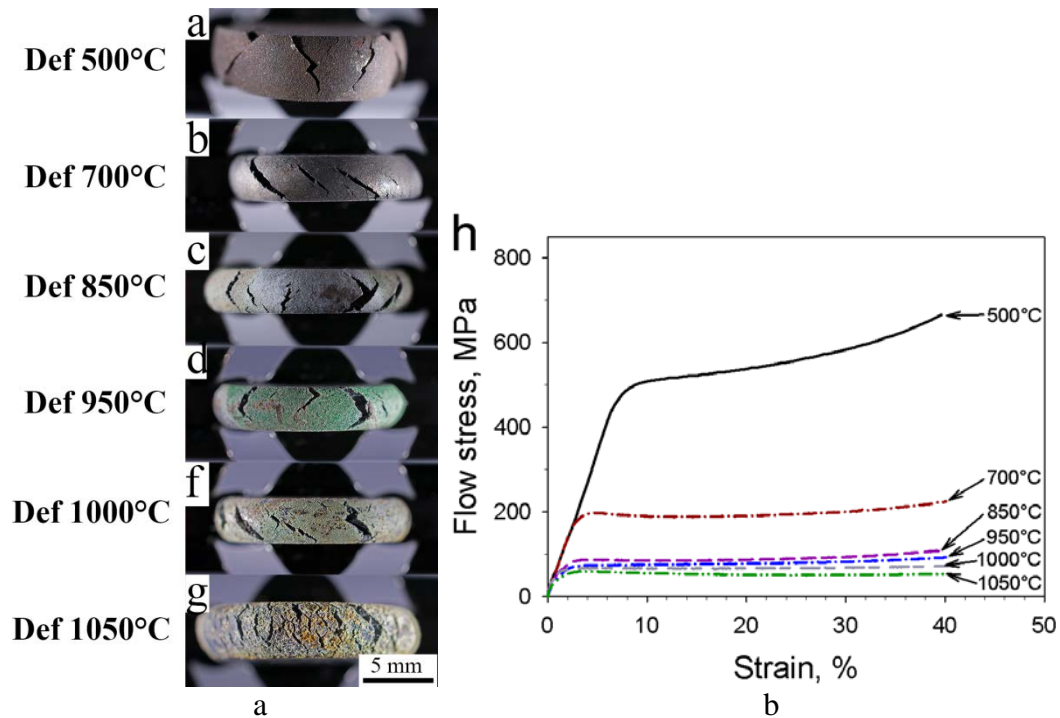 a
Def 500°C
b
Def 700°C
c
Def 850°C
d
Def 950°C
f
Def 1000°C
g
Def 1050°C
5 mm
a
h
Flow stress, MPa
800
600
400
200
0
0 10 20 30 40 50
Strain, %
500°C
700°C
850°C
950°C
1000°C
1050°C
b